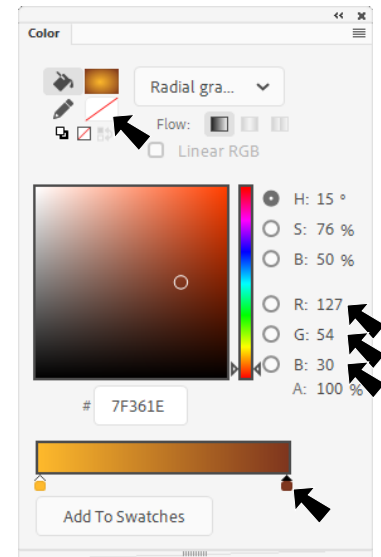 Color
Radial gra...
Flow:
Linear RGB
H: 15 °
S: 76 %
B: 50 %
R: 127
G: 54
B: 30
A: 100 %
# 7F361E
Add To Swatches